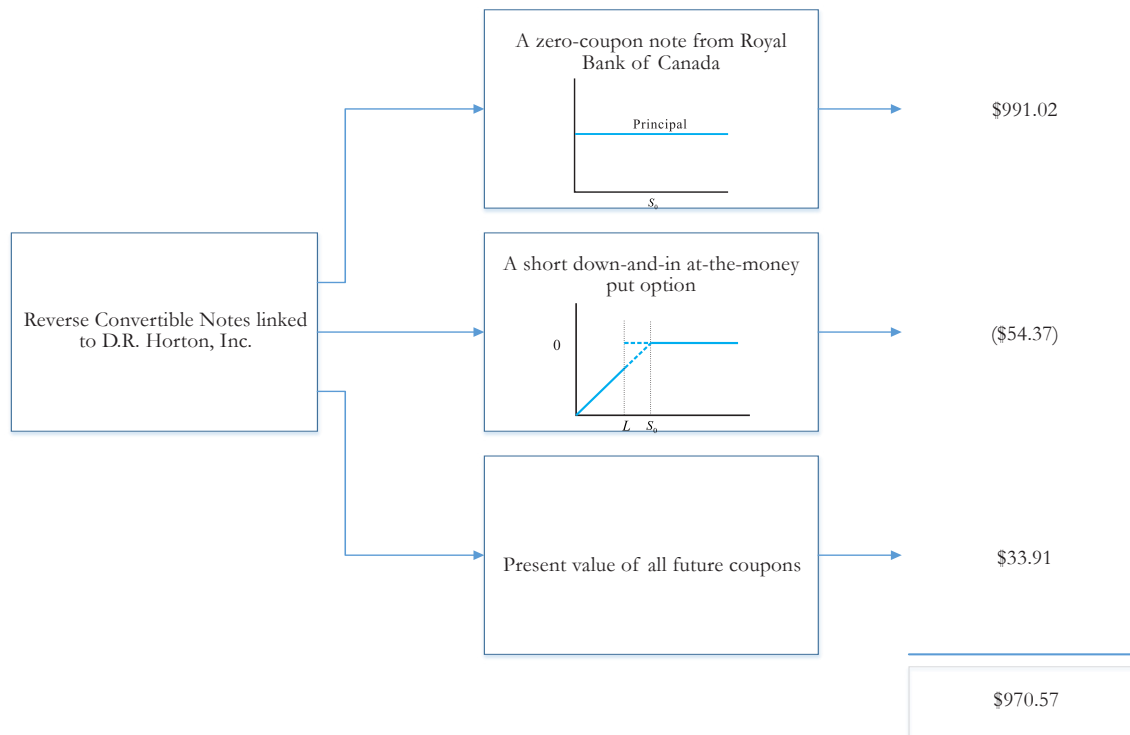 A zero-coupon note from Royal
Bank of Canada
Principal
S₀
$991.02
Reverse Convertible Notes linked
to D.R. Horton, Inc.
A short down-and-in at-the-money
put option
0
L S₀
($54.37)
Present value of all future coupons
$33.91
$970.57